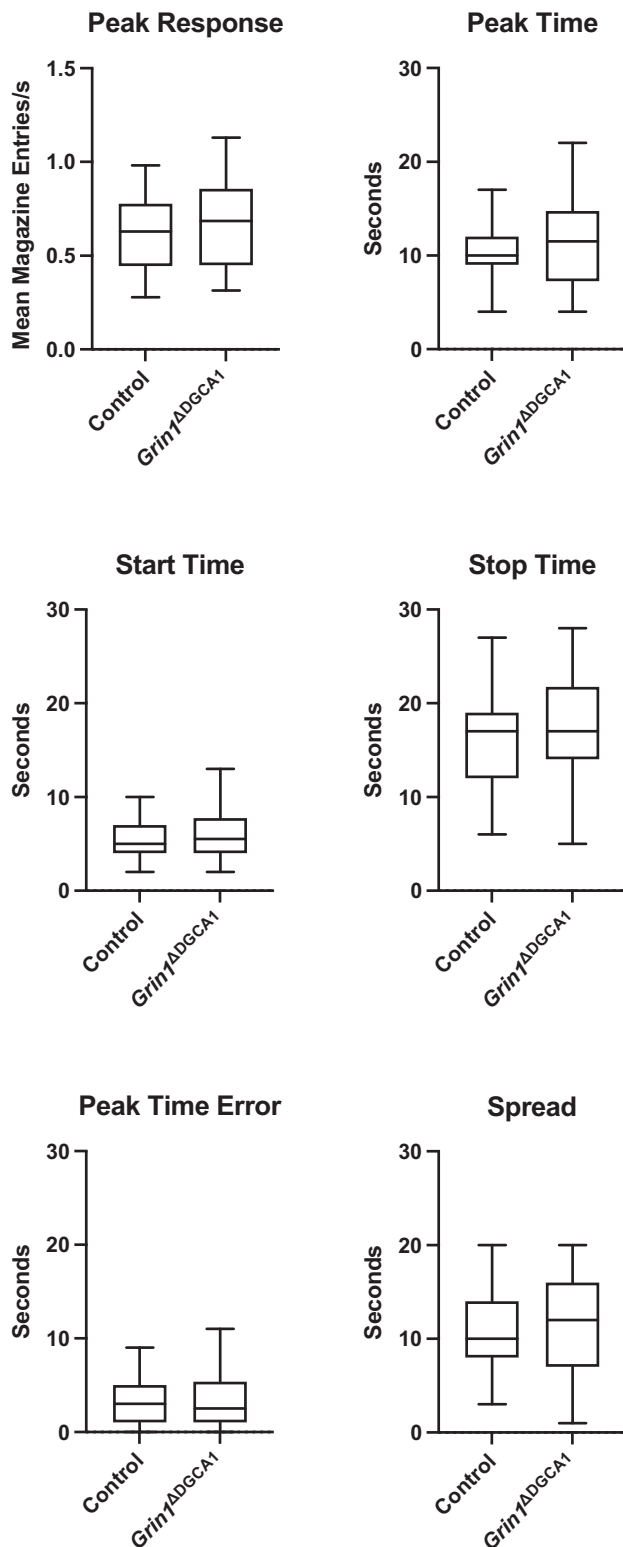 Peak Response
Mean Magazine Entries/s
1.5
1.0
0.5
0.0
Control
Grin1ΔDGCA1
Peak Time
Seconds
30
20
10
0
Control
Grin1ΔDGCA1
Start Time
Seconds
30
20
10
0
Control
Grin1ΔDGCA1
Stop Time
Seconds
30
20
10
0
Control
Grin1ΔDGCA1
Peak Time Error
Seconds
30
20
10
0
Control
Grin1ΔDGCA1
Spread
Seconds
30
20
10
0
Control
Grin1ΔDGCA1